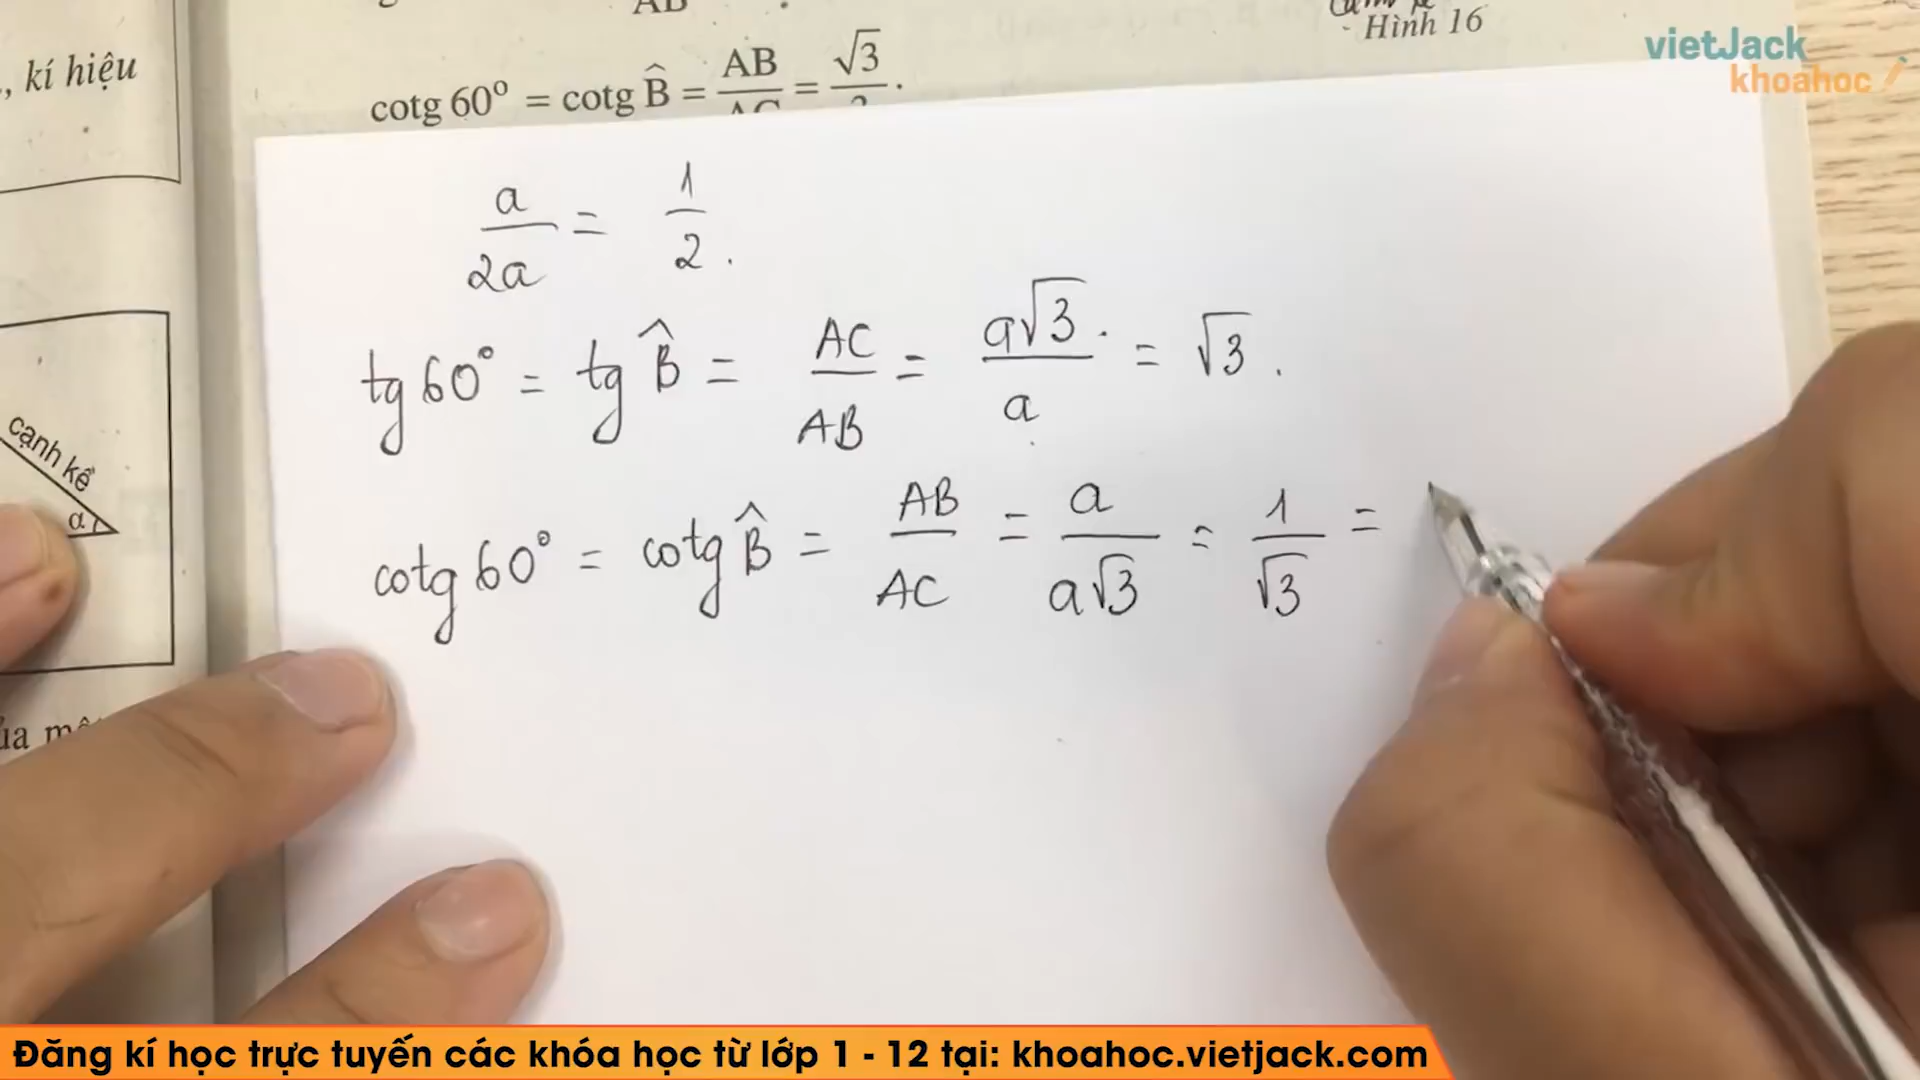 AB
Hình 16
vietJack
khoahoc
, kí hiệu
cotg 60° = cotg B̂ = AB/AC = √3/3.
a/2a = 1/2.
tg 60° = tg B̂ = AC/AB = a√3/a = √3.
cotg 60° = cotg B̂ = AB/AC = a/a√3 = 1/√3 =
cạnh kề
α
Đăng kí học trực tuyến các khóa học từ lớp 1 - 12 tại: khoahoc.vietjack.com